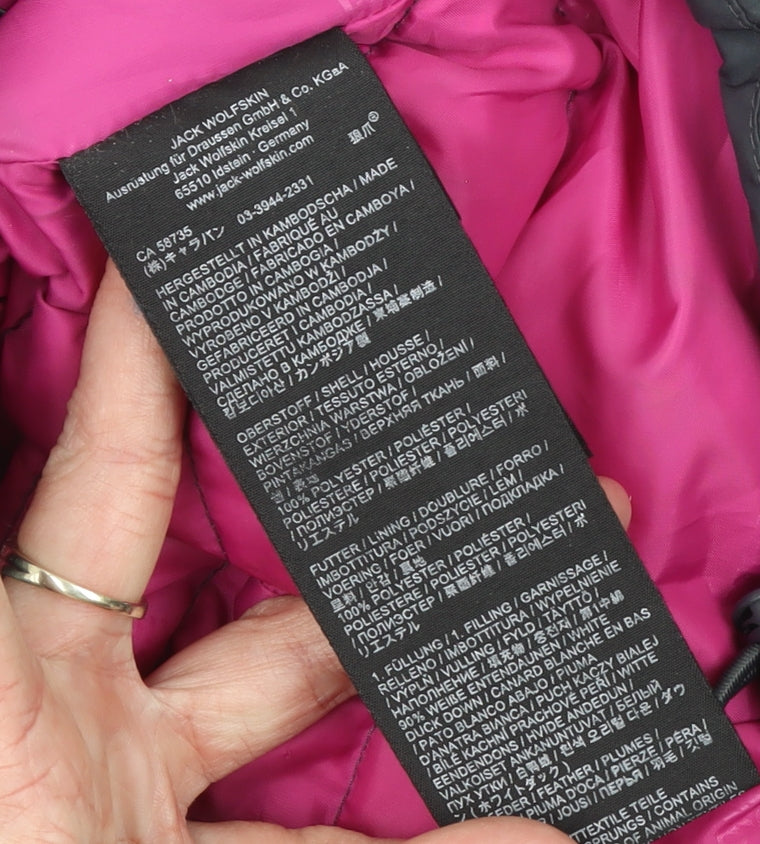 JACK WOLFSKIN
Ausrüstung für Draussen GmbH & Co. KGaA
Jack Wolfskin Kreisel 1
65510 Idstein · Germany
www.jack-wolfskin.com
狼爪®
CA 58735
(株)キャラバン 03-3944-2331
HERGESTELLT IN KAMBODSCHA / MADE
IN CAMBODIA / FABRIQUÉ AU
CAMBODGE / FABRICADO EN CAMBOYA /
PRODOTTO IN CAMBOGIA /
WYPRODUKOWANO W KAMBODŻY /
VYROBENO V KAMBODŽI /
GEFABRICEERD IN CAMBODJA /
PRODUCERET / CAMBODIA /
VALMISTETTU KAMBODZASSA /
СДЕЛАНО В КАМБОДЖЕ / 柬埔寨制造 /
캄보디아산 / カンボジア製
OBERSTOFF / SHELL / HOUSSE /
EXTERIOR / TESSUTO ESTERNO /
WIERZCHNIA WARSTWA / OBLOŽENÍ /
BOVENSTOF / YDERSTOF /
PINTAKANGAS / ВЕРХНЯЯ ТКАНЬ / 面料 /
100% POLYESTER / POLIÉSTER /
POLIESTERE / POLIESTER / POLYESTERI
/ ПОЛИЭСТЕР / 聚酯纤维 / 폴리에스터 / ポ
リエステル
FUTTER / LINING / DOUBLURE / FORRO /
IMBOTTITURA / PODSZYCIE / LEM /
VOERING / FOER / VUORI / ПОДКЛАДКА /
里料 / 안감 / 裏地
100% POLYESTER / POLIÉSTER /
POLIESTERE / POLIESTER / POLYESTERI
/ ПОЛИЭСТЕР / 聚酯纤维 / 폴리에스터 / ポ
リエステル
1. FÜLLUNG / 1. FILLING / GARNISSAGE /
RELLENO / IMBOTTITURA / WYPEŁNIENIE
VÝPLŇ / VULLING / FYLD / TÄYTTÖ /
НАПОЛНЕНИЕ / 填充物 / 충전재 / 第1中綿
90% WEIßE ENTENDAUNEN / WHITE
DUCK DOWN / CANARD BLANCHE EN BAS
/ PATO BLANCO ABAJO / PIUMA
D'ANATRA BIANCA / PUCH KACZY BIAŁEJ
/ BÍLÉ KACHNÍ PRACHOVÉ PEŘÍ / WITTE
EENDENDONS / HVIDE ANDEDUN /
VALKOISET ANKANUNTUVAT / БЕЛЫЙ
ПУХ УТКИ / 白鸭绒 / 흰색 오리털 다운 / ダウ
ン(ホワイトダック)
FEDER / FEATHER / PLUMES /
PIUMA D'OCA / PIERZE / PÉRA /
/ JOUSI / ПЕРЬЯ / 羽毛 / 깃털
TTEXTILE TEILE
SPRUNGS / CONTAINS
OF ANIMAL ORIGIN